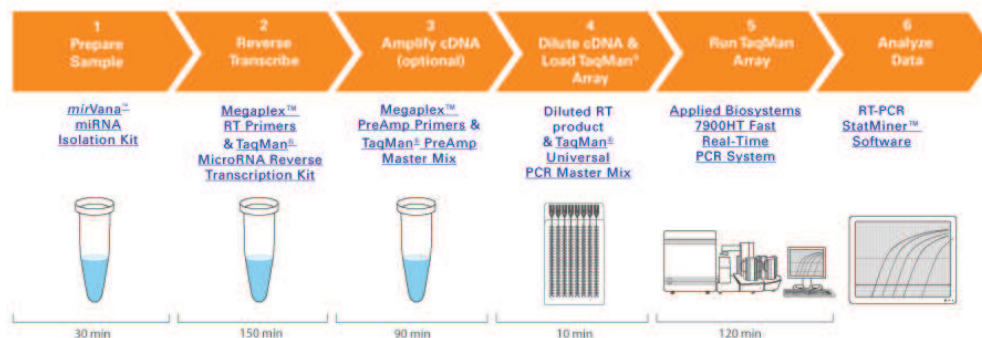 1
Prepare
Sample
2
Reverse
Transcribe
3
Amplify cDNA
(optional)
4
Dilute cDNA &
Load TaqMan®
Array
5
Run TaqMan
Array
6
Analyze
Data
mirVana™
miRNA
Isolation Kit
Megaplex™
RT Primers
& TaqMan®
MicroRNA Reverse
Transcription Kit
Megaplex™
PreAmp Primers &
TaqMan® PreAmp
Master Mix
Diluted RT
product
& TaqMan®
Universal
PCR Master Mix
Applied Biosystems
7900HT Fast
Real-Time
PCR System
RT-PCR
StatMiner™
Software
30 min
150 min
90 min
10 min
120 min